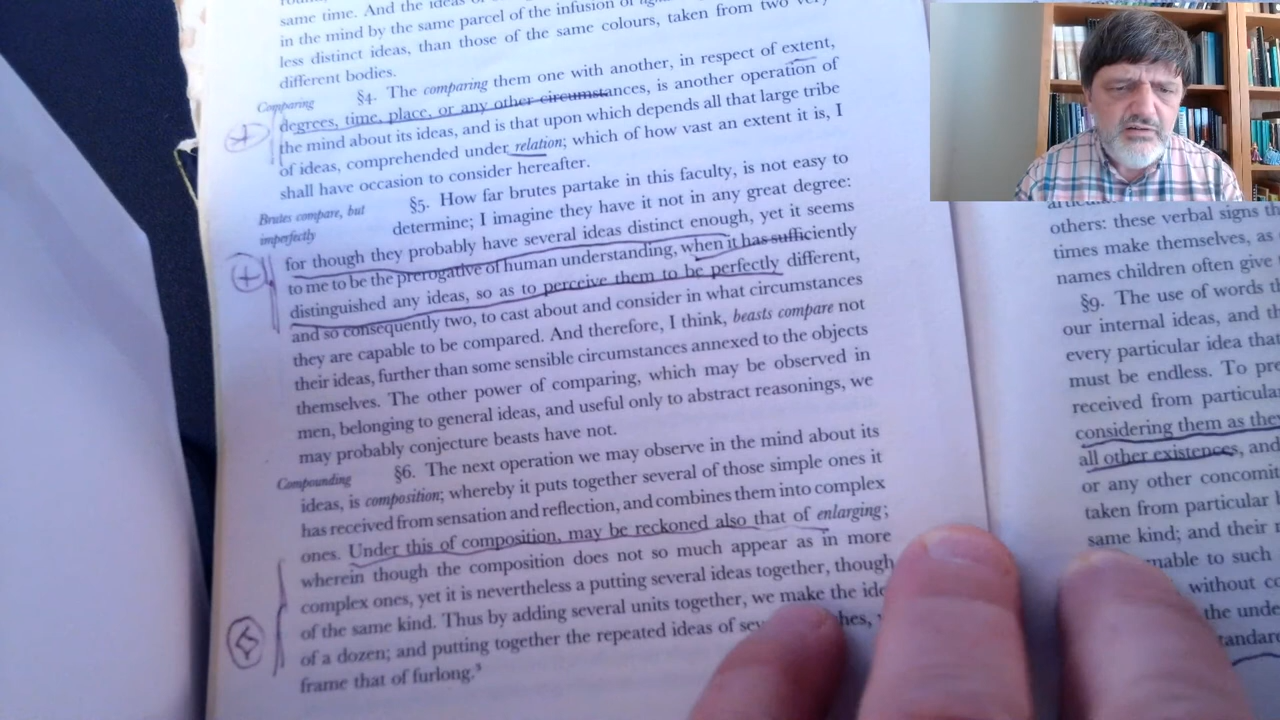 same time. And the ideas
in the mind by the same parcel of the infusion of
less distinct ideas, than those of the same colours, taken from two very
different bodies.
Comparing
§4. The comparing them one with another, in respect of extent,
degrees, time, place, or any other circumstances, is another operation of
the mind about its ideas, and is that upon which depends all that large tribe
of ideas, comprehended under relation; which of how vast an extent it is, I
shall have occasion to consider hereafter.
Brutes compare, but
imperfectly
§5. How far brutes partake in this faculty, is not easy to
determine; I imagine they have it not in any great degree:
for though they probably have several ideas distinct enough, yet it seems
to me to be the prerogative of human understanding, when it has sufficiently
distinguished any ideas, so as to perceive them to be perfectly different,
and so consequently two, to cast about and consider in what circumstances
they are capable to be compared. And therefore, I think, beasts compare not
their ideas, further than some sensible circumstances annexed to the objects
themselves. The other power of comparing, which may be observed in
men, belonging to general ideas, and useful only to abstract reasonings, we
may probably conjecture beasts have not.
Compounding
§6. The next operation we may observe in the mind about its
ideas, is composition; whereby it puts together several of those simple ones it
has received from sensation and reflection, and combines them into complex
ones. Under this of composition, may be reckoned also that of enlarging;
wherein though the composition does not so much appear as in more
complex ones, yet it is nevertheless a putting several ideas together, though
of the same kind. Thus by adding several units together, we make the
of a dozen; and putting together the repeated ideas of
frame that of furlong.
others: these verbal signs
times make themselves, as
names children often give
§9. The use of words
our internal ideas, and
every particular idea that
must be endless. To
received from
considering them as
all other existences, and
or any other
taken from particular
same kind; and their
to such
without
the